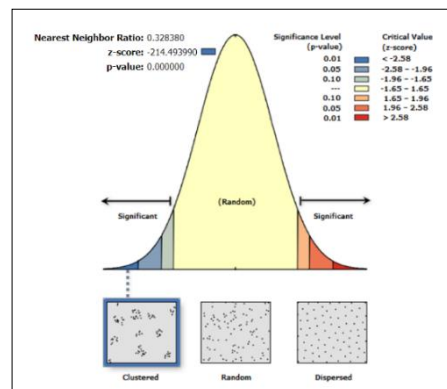 Nearest Neighbor Ratio: 0.328380
z-score: -214.493990
p-value: 0.000000
Significance Level
(p-value)
Critical Value
(z-score)
0.01 < -2.58
0.05 -2.58 – -1.96
0.10 -1.96 – -1.65
--- -1.65 – 1.65
0.10 1.65 – 1.96
0.05 1.96 – 2.58
0.01 > 2.58
Significant
(Random)
Significant
Clustered
Random
Dispersed